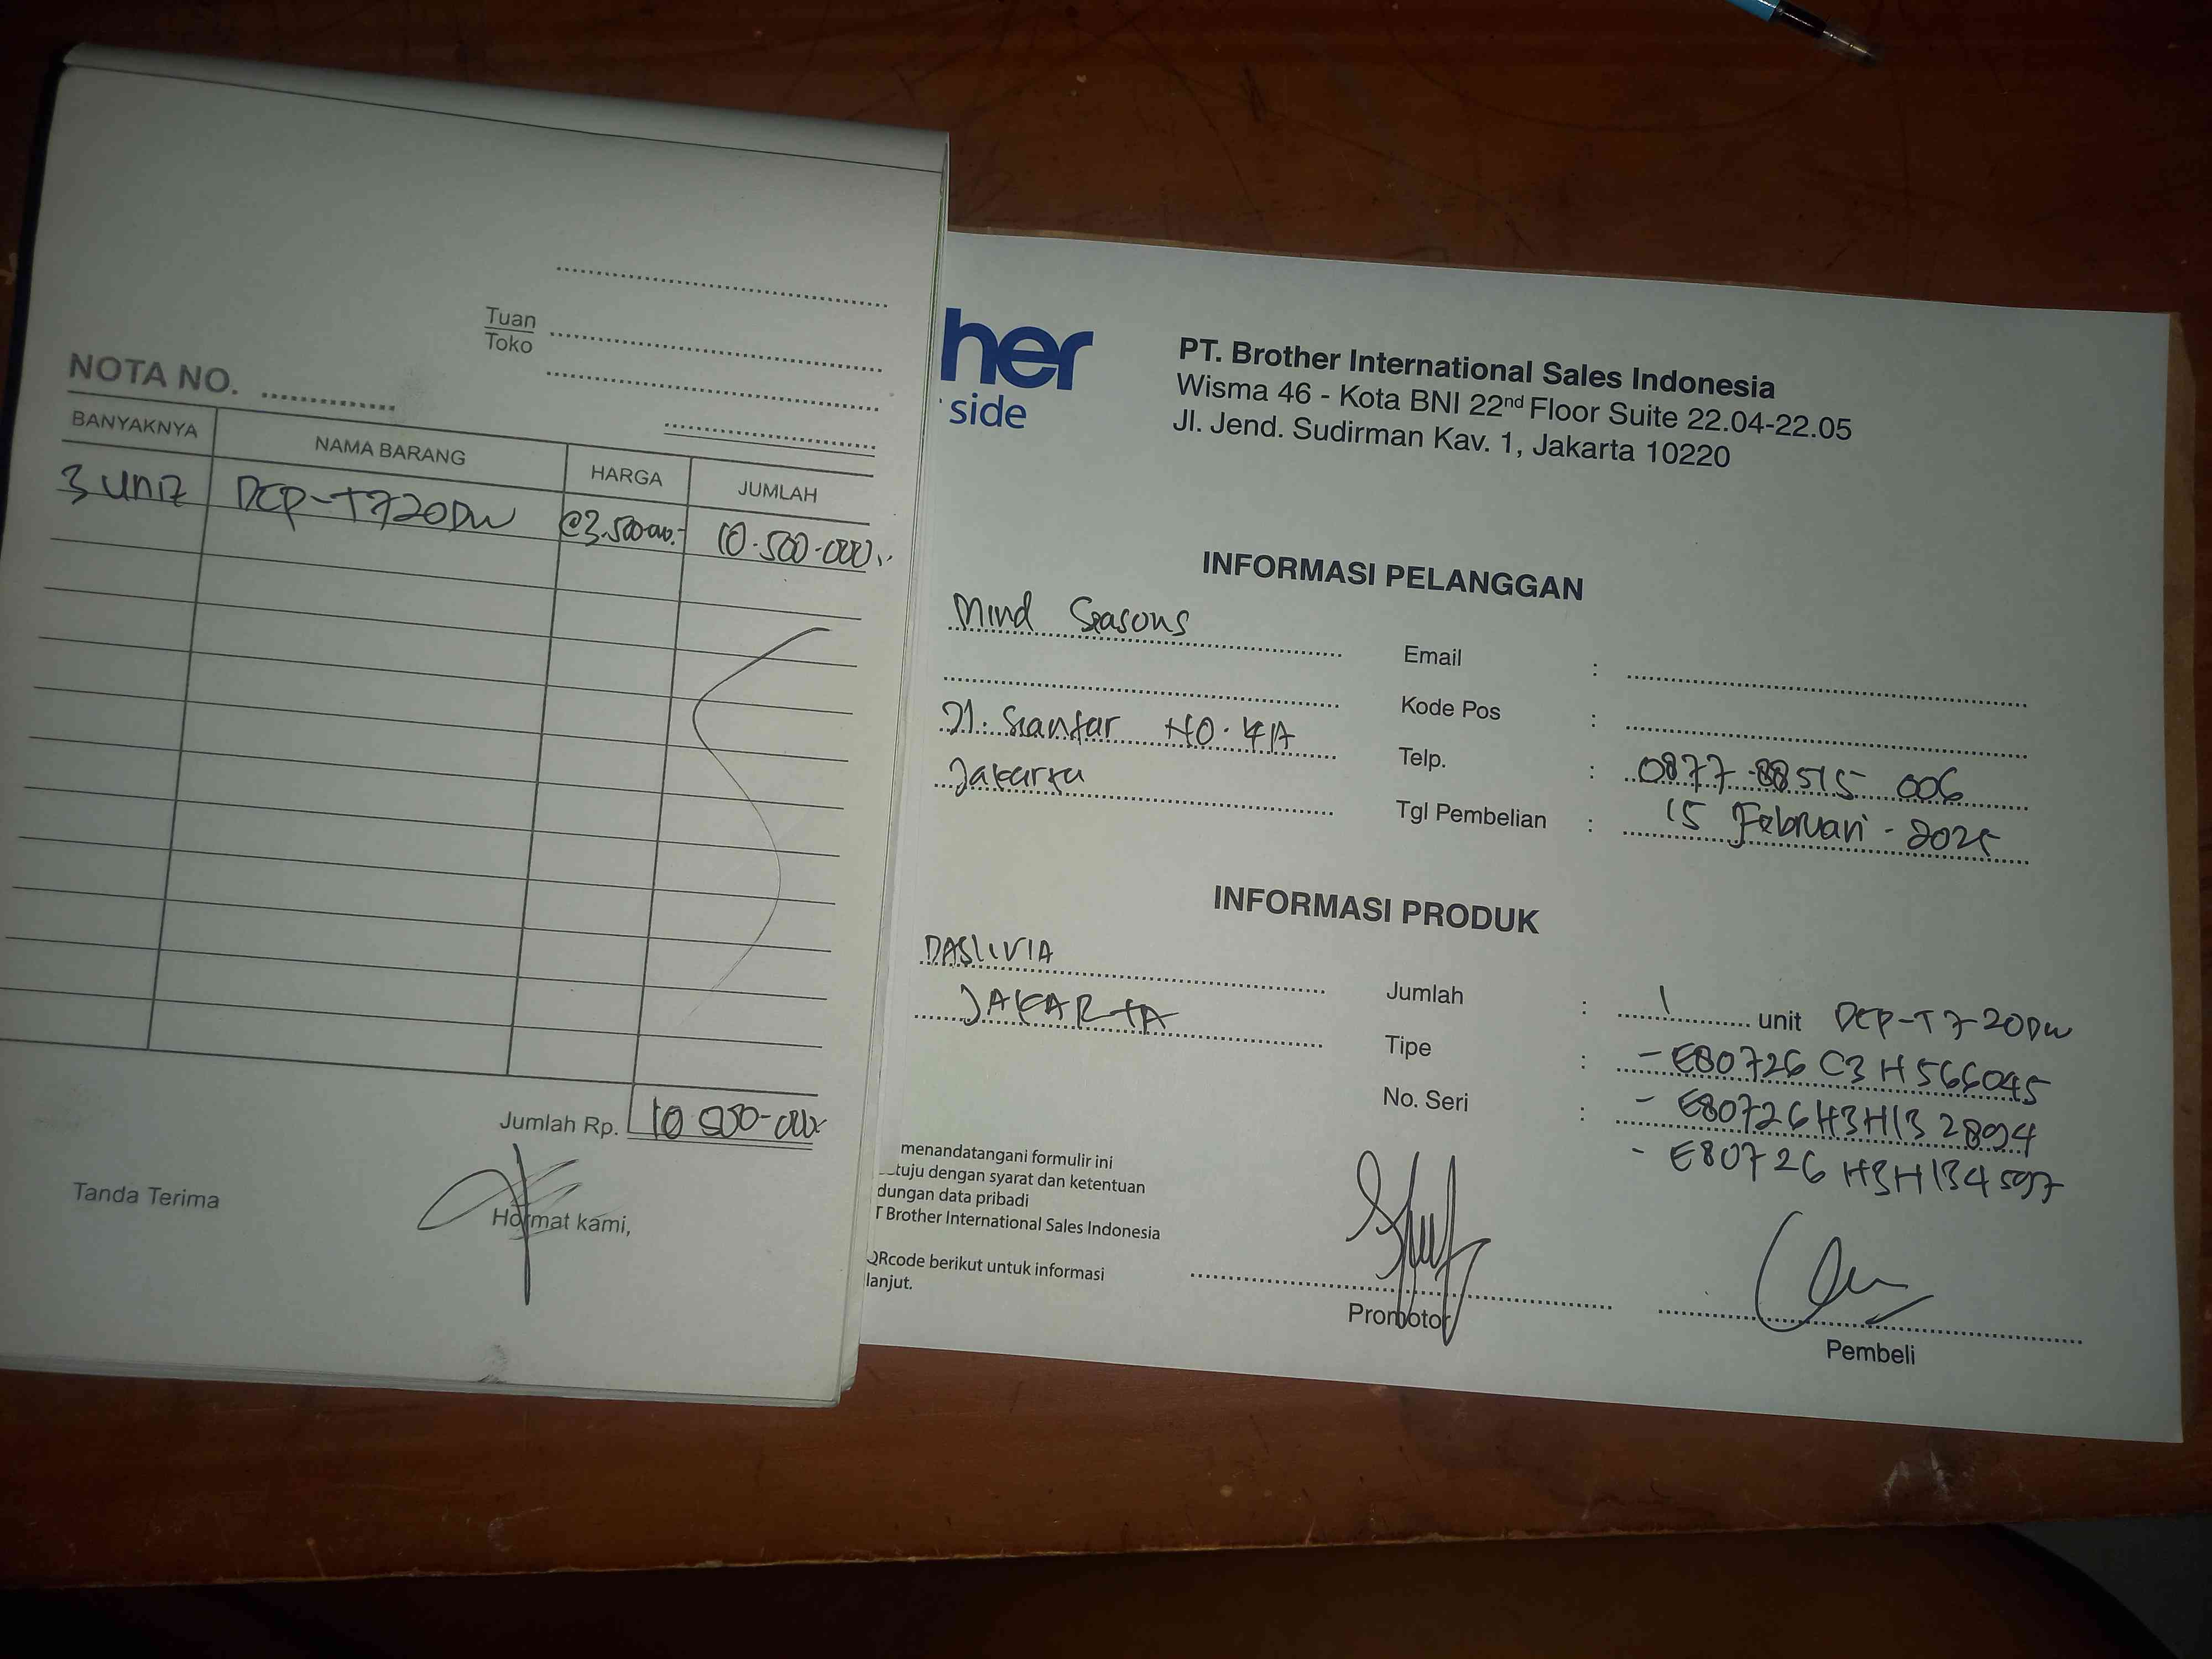 Tuan
Toko
NOTA NO.
BANYAKNYA NAMA BARANG HARGA JUMLAH
3 unit DCP-T720DW @3.500.000.- 10.500.000,-
Jumlah Rp. 10.500.000
Tanda Terima
Hormat kami,
her
side
PT. Brother International Sales Indonesia
Wisma 46 - Kota BNI 22nd Floor Suite 22.04-22.05
Jl. Jend. Sudirman Kav. 1, Jakarta 10220
INFORMASI PELANGGAN
Mind Seasons
Email :
Kode Pos :
Jl. Siantar NO. 4A
Telp. : 0877-88515-006
Jakarta
Tgl Pembelian : 15 Februari - 2025
INFORMASI PRODUK
DASLIVIA
Jumlah : 1 unit DCP-T720DW
JAKARTA
Tipe : - E80726C3H566045
No. Seri : - E80726H3H132894
- E80726H3H134597
menandatangani formulir ini
tuju dengan syarat dan ketentuan
dungan data pribadi
T Brother International Sales Indonesia
QRcode berikut untuk informasi
lanjut.
Promotor
Pembeli